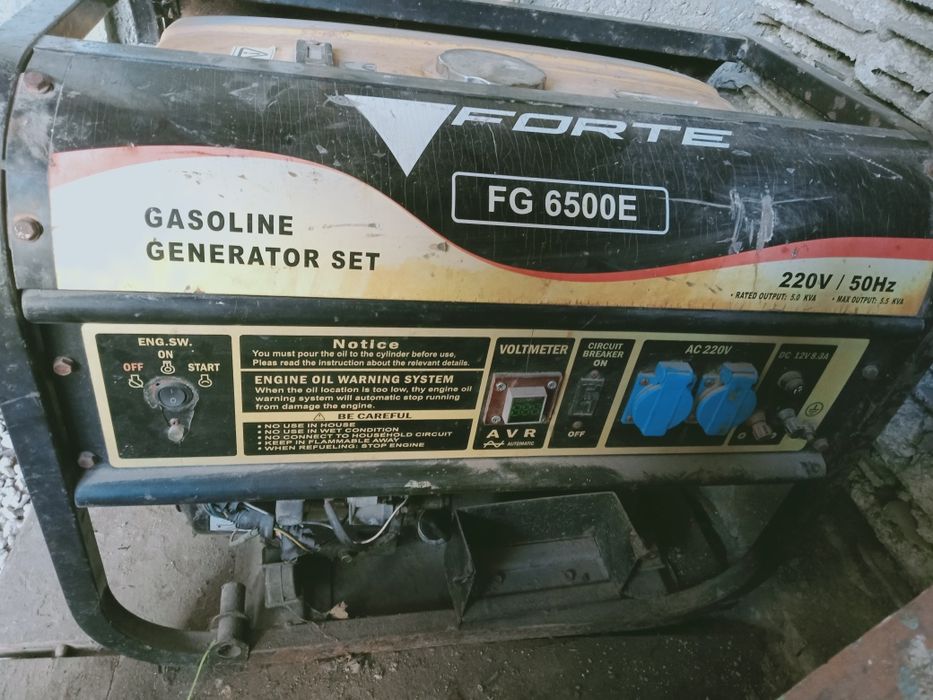 FORTE
FG 6500E
GASOLINE
GENERATOR SET
220V / 50Hz
• RATED OUTPUT: 5.0 KVA • MAX OUTPUT: 5.5 KVA
ENG.SW.
ON
OFF START
Notice
You must pour the oil to the cylinder before use,
Pleas read the instruction about the relevant details.
ENGINE OIL WARNING SYSTEM
When the oil location is too low, thy engine oil
warning system will automatic stop running
from damage the engine.
BE CAREFUL
• NO USE IN HOUSE
• NO USE IN WET CONDITION
• NO CONNECT TO HOUSEHOLD CIRCUIT
• KEEP IN FLAMMABLE AWAY
• WHEN REFUELING: STOP ENGINE
VOLTMETER
AVR
AUTOMATIC
CIRCUIT
BREAKER
ON
OFF
AC 220V
DC 12V 8.3A